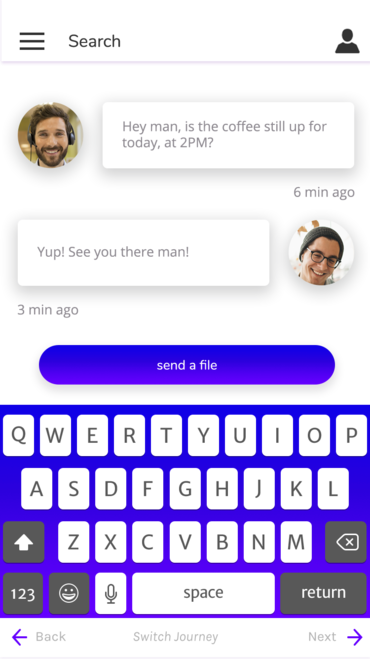 Search
Hey man, is the coffee still up for
today, at 2PM?
6 min ago
Yup! See you there man!
3 min ago
send a file
Q W E R T Y U I O P
A S D F G H J K L
Z X C V B N M
123 space return
Back Switch Journey Next